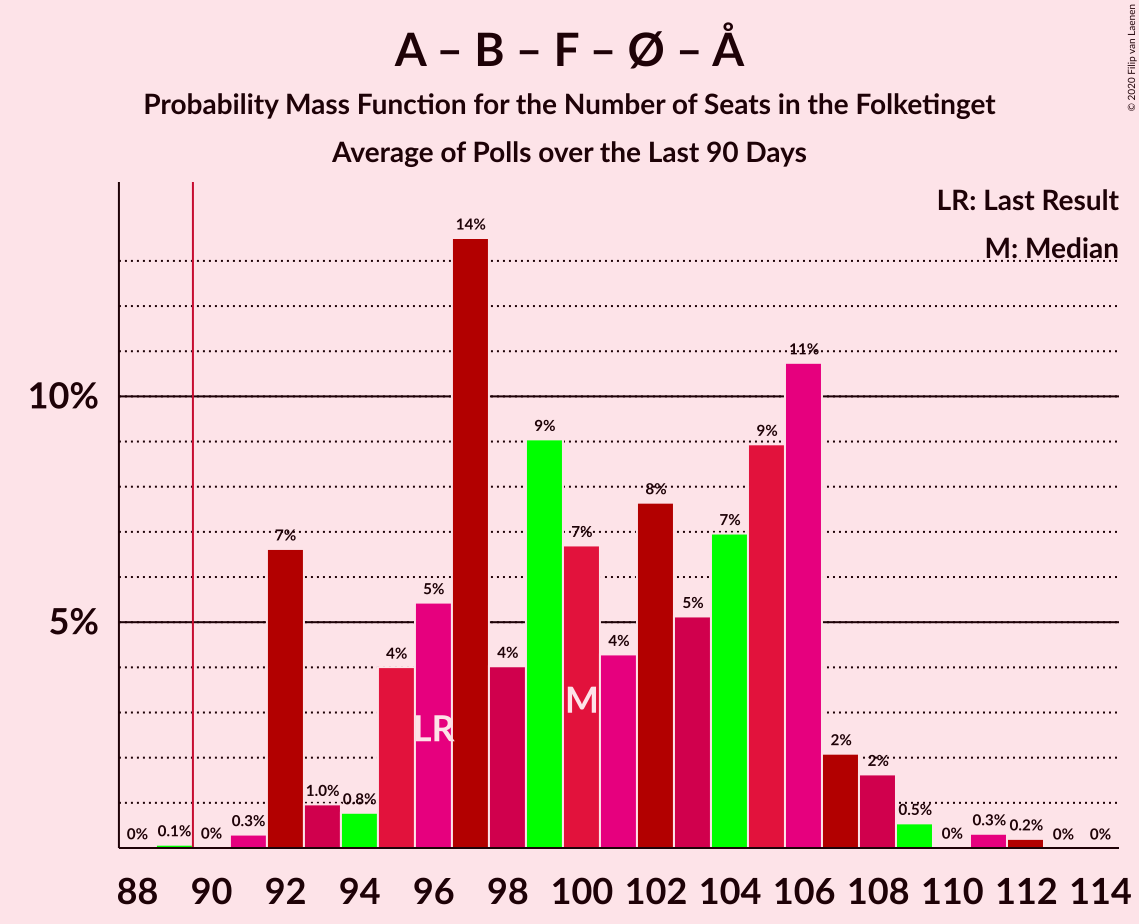 A – B – F – Ø – Å
Probability Mass Function for the Number of Seats in the Folketinget
Average of Polls over the Last 90 Days
© 2020 Filip van Laenen
LR: Last Result
M: Median
10%
5%
0% 0.1% 0% 0.3% 7% 1.0% 0.8% 4% 5% 14% 4% 9% 7% 4% 8% 5% 7% 9% 11% 2% 2% 0.5% 0% 0.3% 0.2% 0% 0%
LR M
88 90 92 94 96 98 100 102 104 106 108 110 112 114